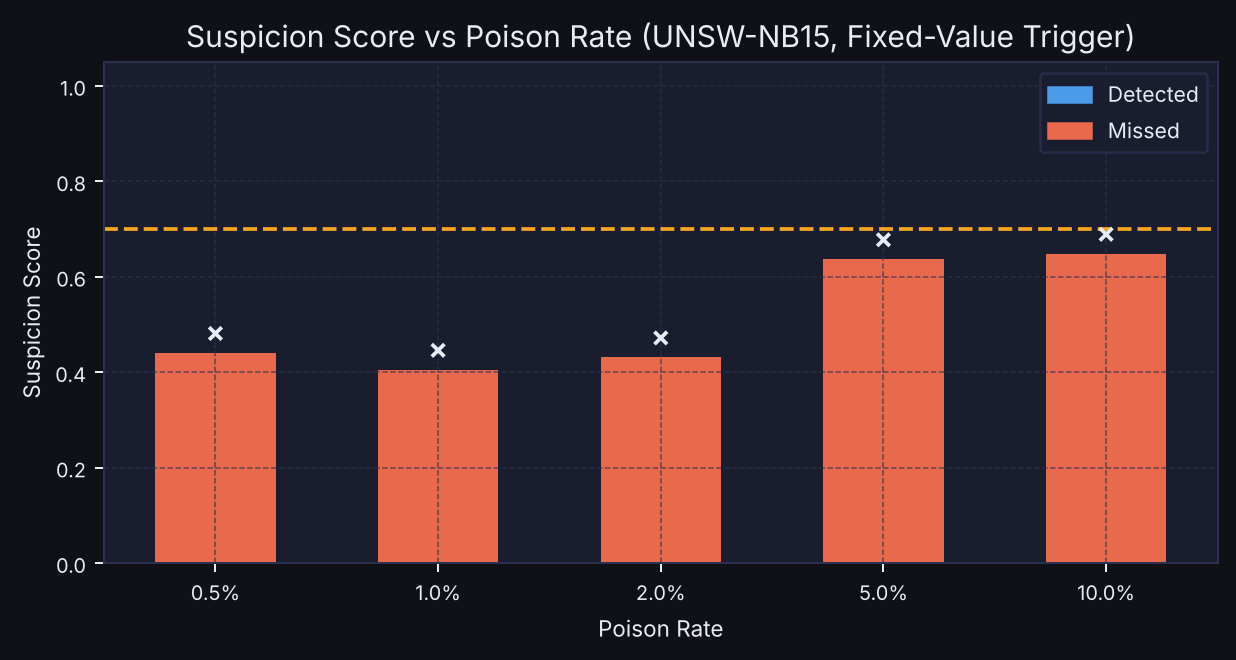 Suspicion Score vs Poison Rate (UNSW-NB15, Fixed-Value Trigger)
Detected
Missed
Suspicion Score
1.0
0.8
0.6
0.4
0.2
0.0
0.5%
1.0%
2.0%
5.0%
10.0%
Poison Rate